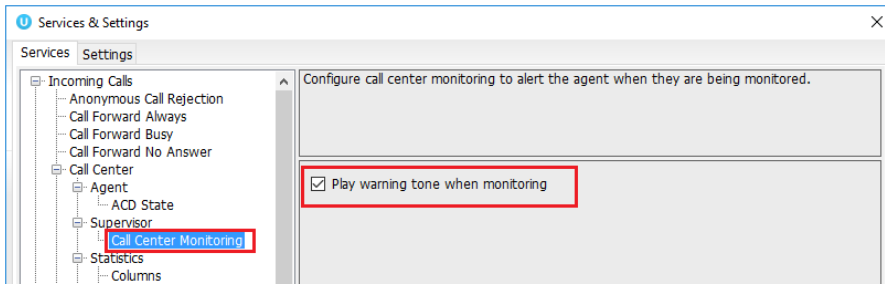 Services & Settings
Services Settings
Incoming Calls
Anonymous Call Rejection
Call Forward Always
Call Forward Busy
Call Forward No Answer
Call Center
Agent
ACD State
Supervisor
Call Center Monitoring
Statistics
Columns
Configure call center monitoring to alert the agent when they are being monitored.
Play warning tone when monitoring